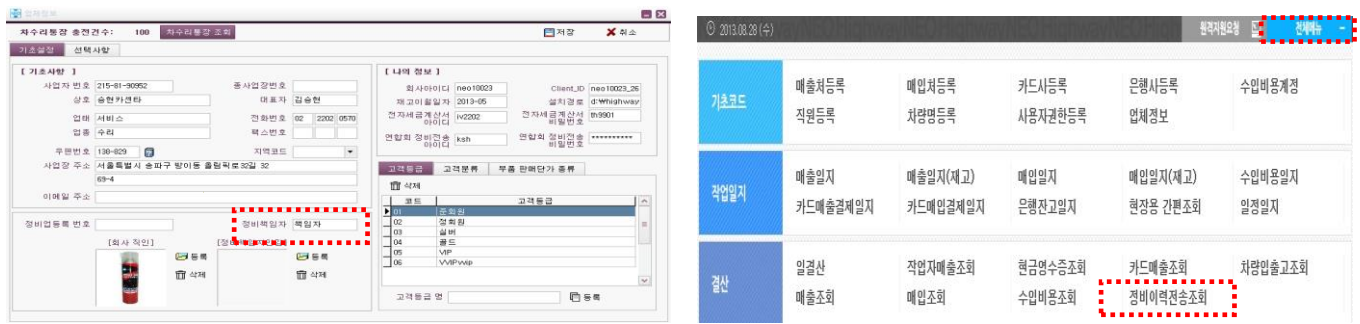 업체정보
차수리통장 충전건수: 100 차수리통장 조회 저장 취소
기초설정 선택사항
[ 기초사항 ]
사업자 번호 215-81-90952 종사업장번호
상호 승현카센타 대표자 김승현
업태 서비스 전화번호 02 2202 0570
업종 수리 팩스번호
우편번호 138-829 지역코드
사업장 주소 서울특별시 송파구 방이동 올림픽로32길 32
69-4
이메일 주소
정비업등록 번호 정비책임자 책임자
[회사 직인]
등록 등록
삭제 삭제
[ 나의 정보 ]
회사아이디 neo10023 Client_ID neo10023_26
재고이월일자 2013-05 설치경로 d:₩highway
전자세금계산서 아이디 iv2202 전자세금계산서 비밀번호 th9901
연합회 정비전송 아이디 ksh 연합회 정비전송 비밀번호 **********
고객등급 고객분류 부품 판매단가 종류
삭제
코드 고객등급
01 준회원
02 정회원
03 실버
04 골드
05 VIP
06 VVIPvvip
고객등급 명 등록
2013.08.28 (수) 원격지원요청 전체메뉴
기초코드
매출처등록 매입처등록 카드사등록 은행사등록 수입비용계정
직원등록 차량명등록 사용자권한등록 업체정보
작업일지
매출일지 매출일지(재고) 매입일지 매입일지(재고) 수입비용일지
카드매출결제일지 카드매입결제일지 은행잔고일지 현장용 간편조회 일정일지
결산
일결산 작업자매출조회 현금영수증조회 카드매출조회 차량입출고조회
매출조회 매입조회 수입비용조회 정비이력전송조회